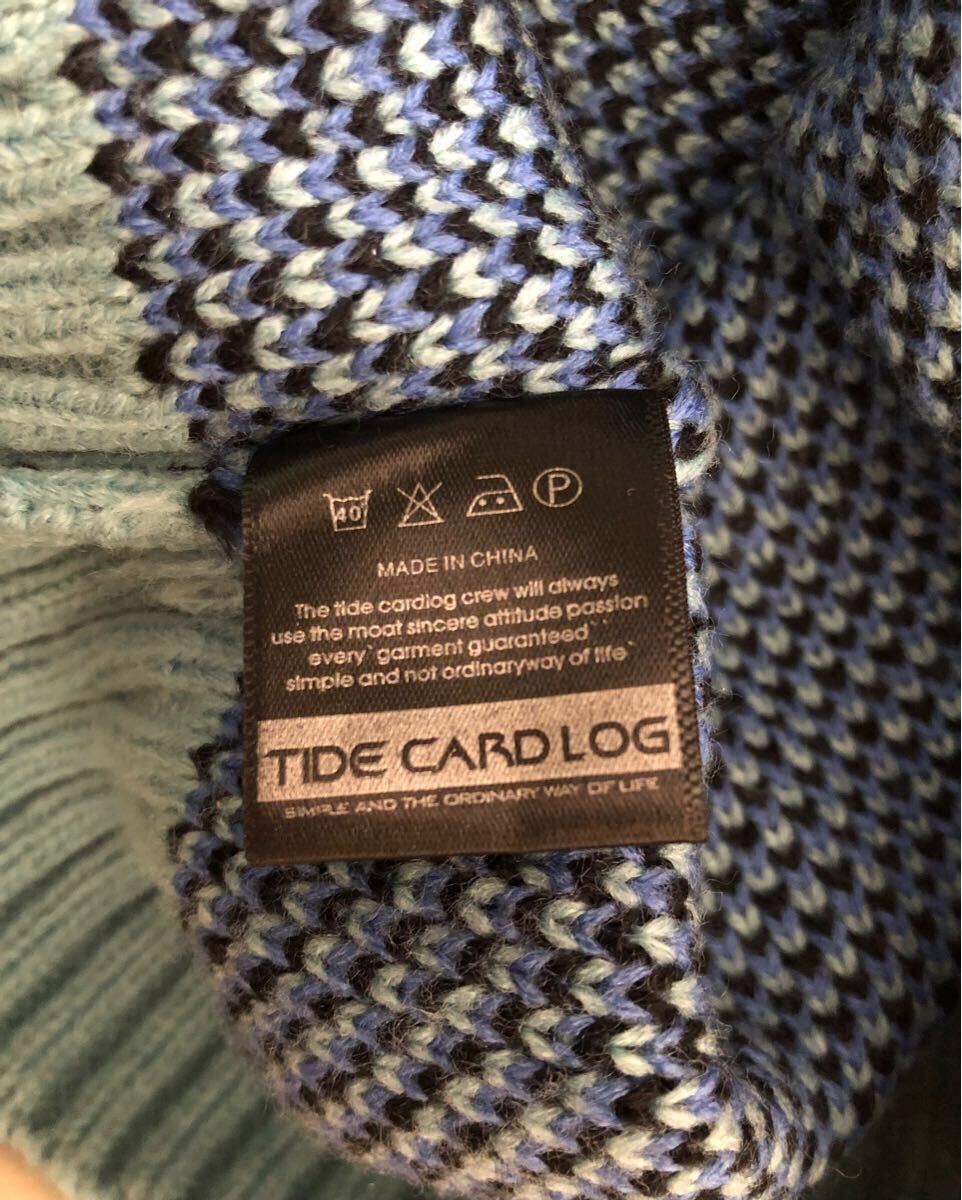 40 P
MADE IN CHINA
The tide cardlog crew will always
use the moat sincere attitude passion
every` garment guaranteed``
simple and not ordinaryway of life`
TIDE CARD LOG
SIMPLE AND THE ORDINARY WAY OF LIFE